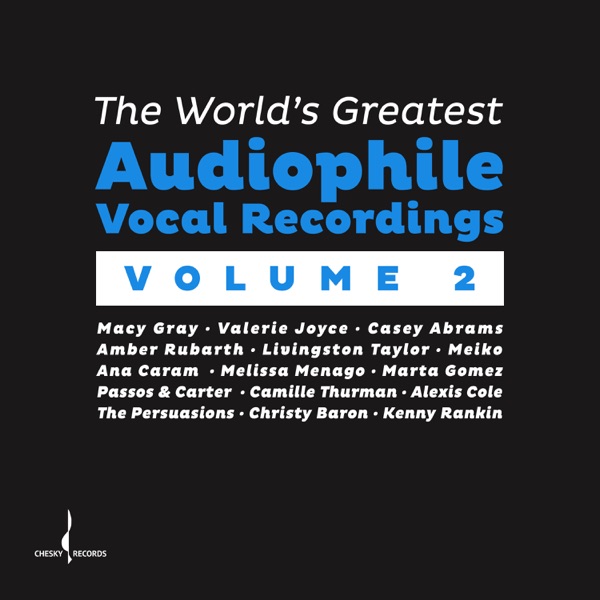 The World's Greatest
Audiophile
Vocal Recordings
VOLUME 2
Macy Gray · Valerie Joyce · Casey Abrams
Amber Rubarth · Livingston Taylor · Meiko
Ana Caram · Melissa Menago · Marta Gomez
Passos & Carter · Camille Thurman · Alexis Cole
The Persuasions · Christy Baron · Kenny Rankin
CHESKY RECORDS